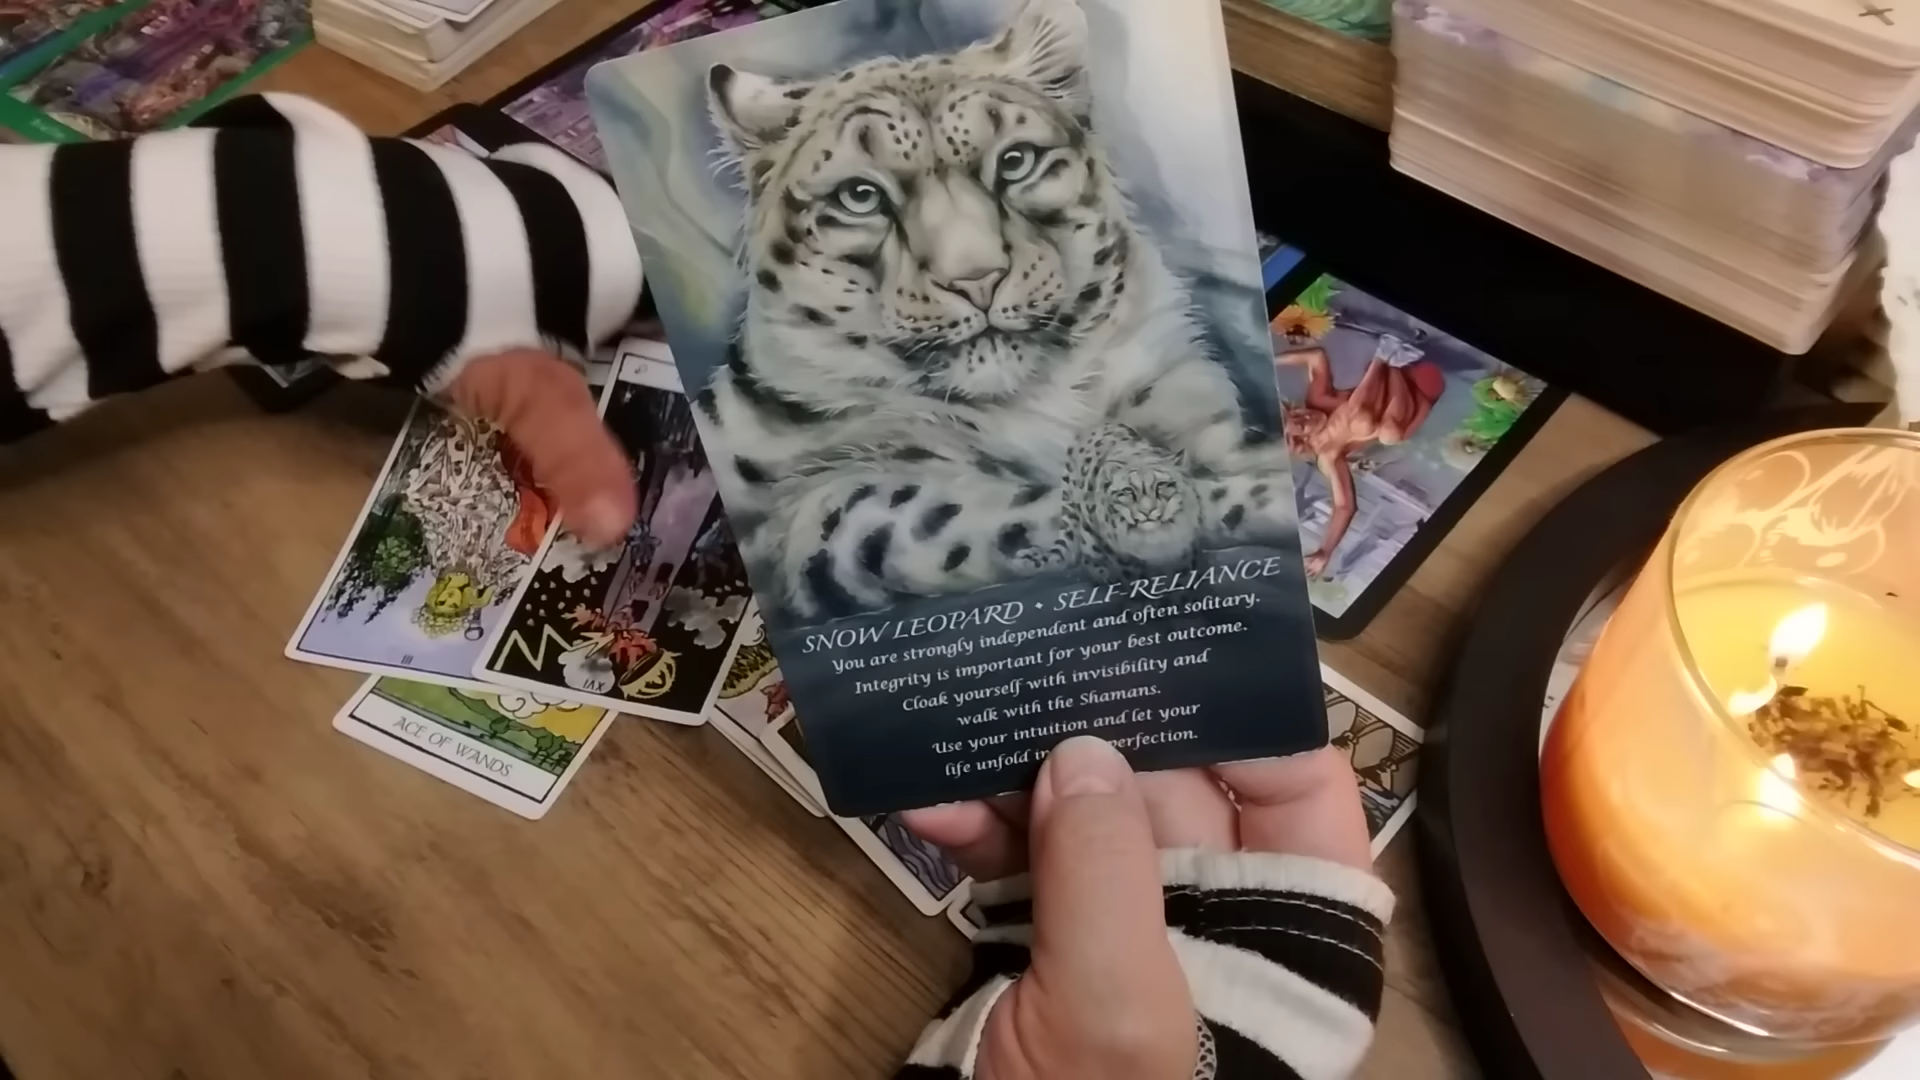 SNOW LEOPARD • SELF-RELIANCE
You are strongly independent and often solitary.
Integrity is important for your best outcome.
Cloak yourself with invisibility and
walk with the Shamans.
Use your intuition and let your
life unfold in perfection.
III
XVI
ACE OF WANDS